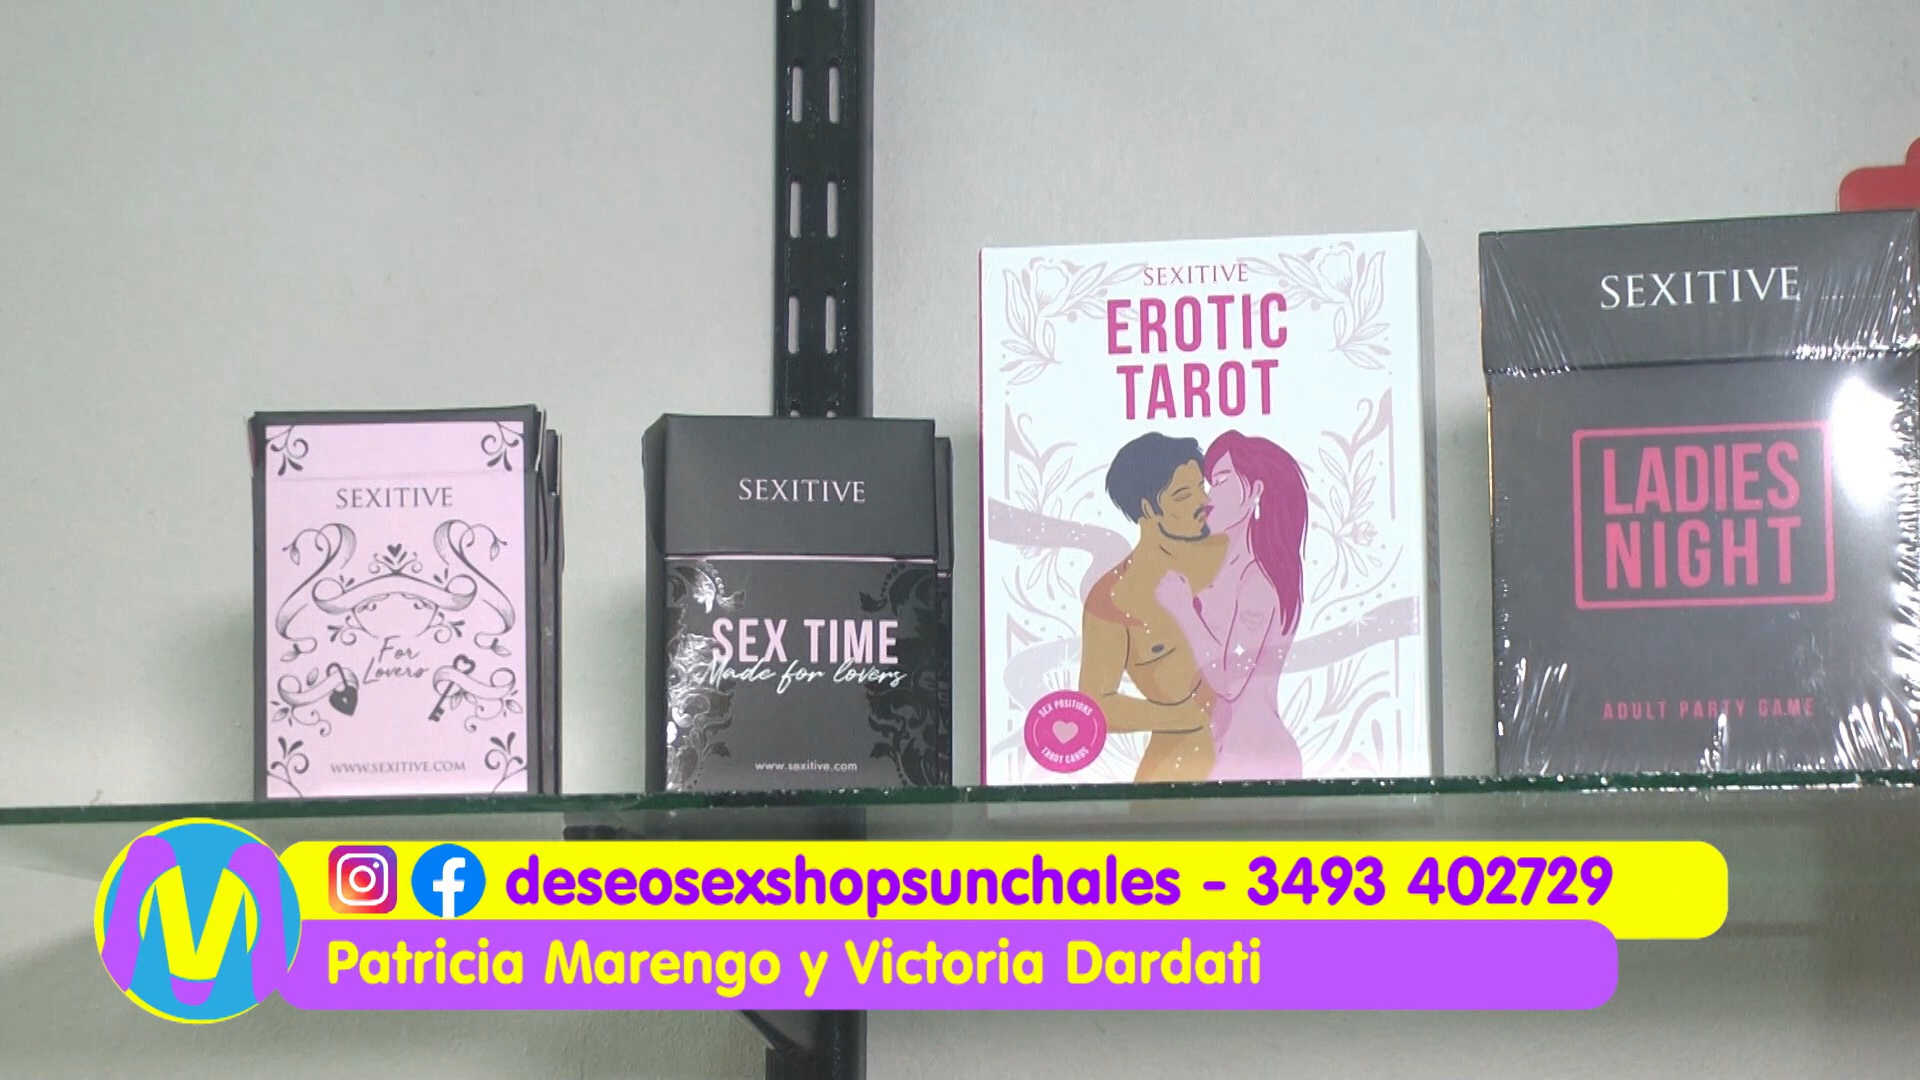 SEXITIVE
For
Lovers
WWW.SEXITIVE.COM
SEXITIVE
SEX TIME
Made for lovers
www.sexitive.com
SEXITIVE
EROTIC
TAROT
SEX POSITIONS
TAROT CARDS
SEXITIVE
LADIES
NIGHT
ADULT PARTY GAME
deseosexshopsunchales - 3493 402729
Patricia Marengo y Victoria Dardati